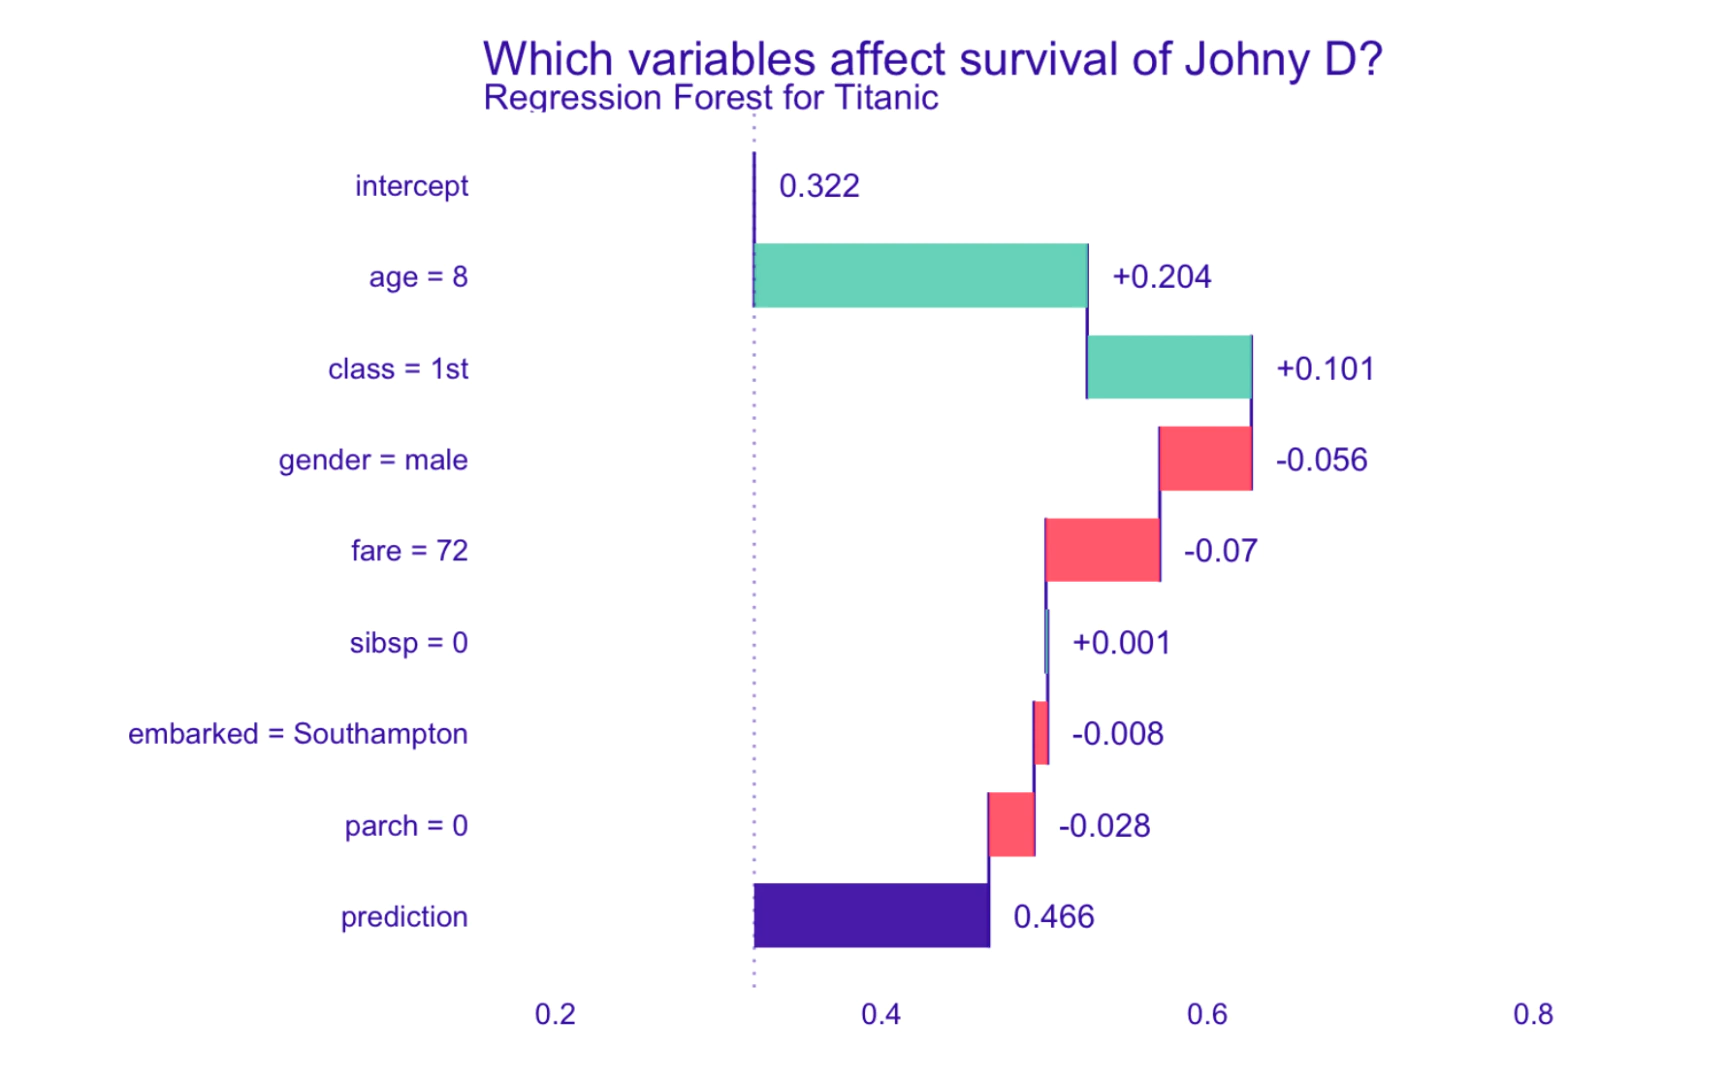 Which variables affect survival of Johny D?
Regression Forest for Titanic
intercept 0.322
age = 8 +0.204
class = 1st +0.101
gender = male -0.056
fare = 72 -0.07
sibsp = 0 +0.001
embarked = Southampton -0.008
parch = 0 -0.028
prediction 0.466
0.2 0.4 0.6 0.8